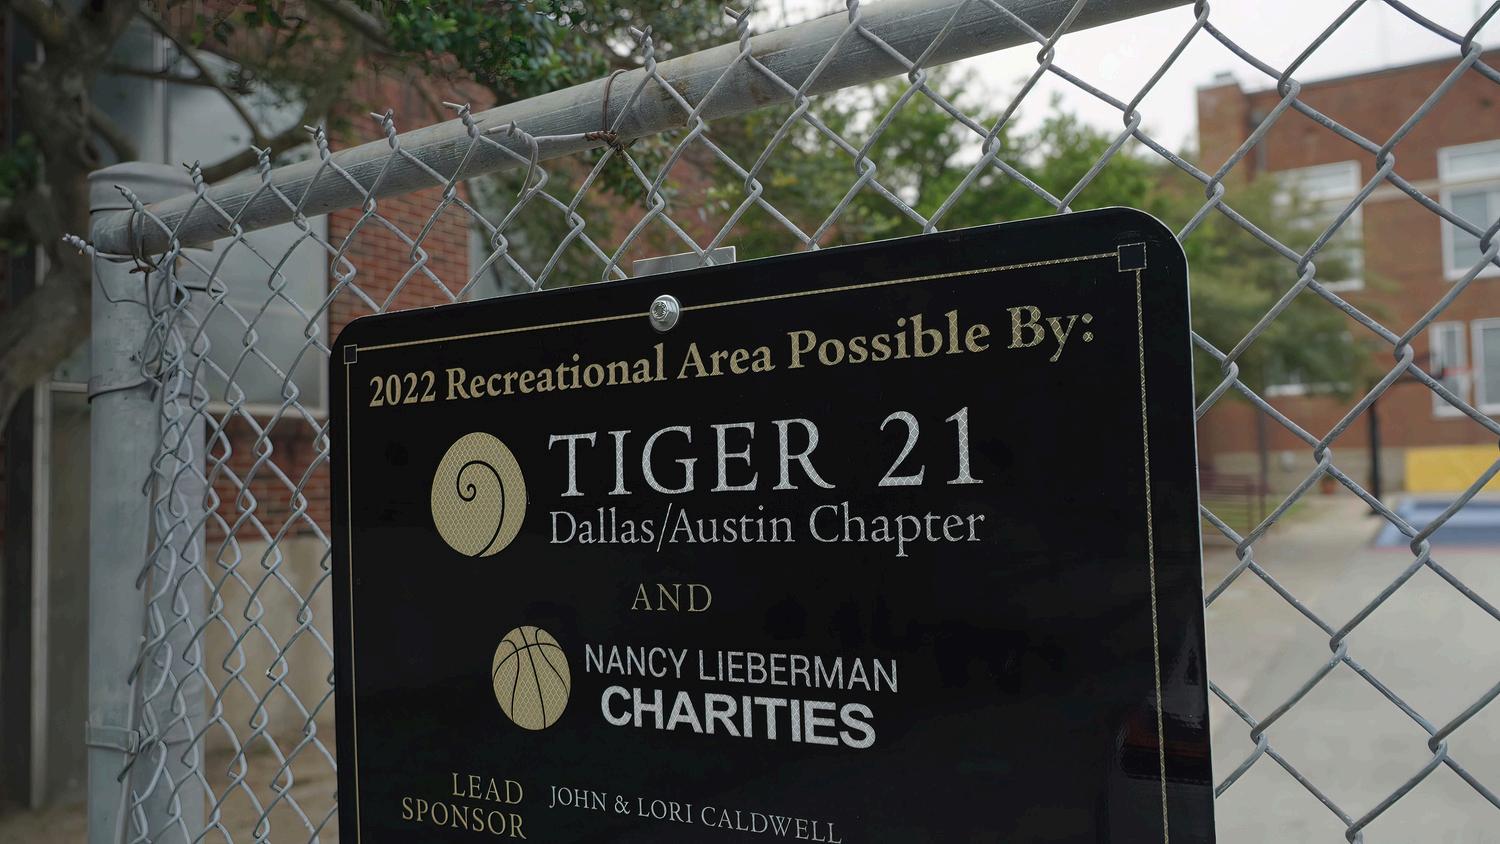 2022 Recreational Area Possible By:
TIGER 21
Dallas/Austin Chapter
AND
NANCY LIEBERMAN
CHARITIES
LEAD
SPONSOR
JOHN & LORI CALDWELL